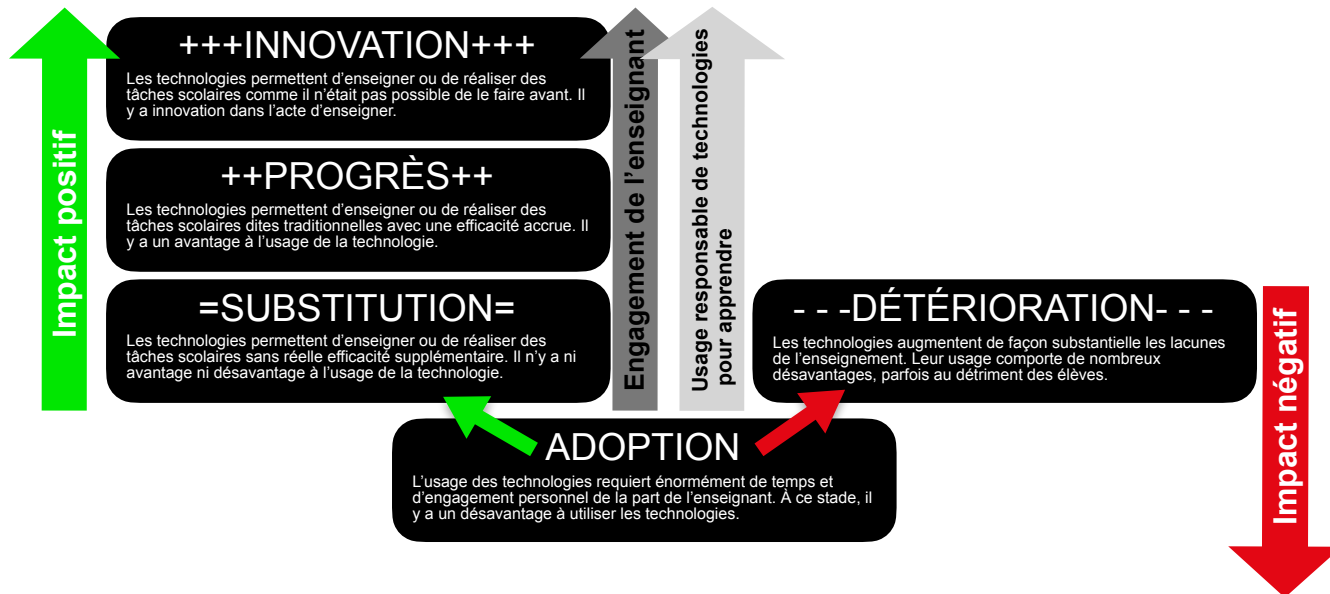 Impact positif
+++INNOVATION+++
Les technologies permettent d’enseigner ou de réaliser des
tâches scolaires comme il n’était pas possible de le faire avant. Il
y a innovation dans l’acte d’enseigner.
++PROGRÈS++
Les technologies permettent d’enseigner ou de réaliser des
tâches scolaires dites traditionnelles avec une efficacité accrue. Il
y a un avantage à l’usage de la technologie.
=SUBSTITUTION=
Les technologies permettent d’enseigner ou de réaliser des
tâches scolaires sans réelle efficacité supplémentaire. Il n’y a ni
avantage ni désavantage à l’usage de la technologie.
Engagement de l’enseignant
Usage responsable de technologies
pour apprendre
- - -DÉTÉRIORATION- - -
Les technologies augmentent de façon substantielle les lacunes
de l’enseignement. Leur usage comporte de nombreux
désavantages, parfois au détriment des élèves.
Impact négatif
ADOPTION
L’usage des technologies requiert énormément de temps et
d’engagement personnel de la part de l’enseignant. À ce stade, il
y a un désavantage à utiliser les technologies.